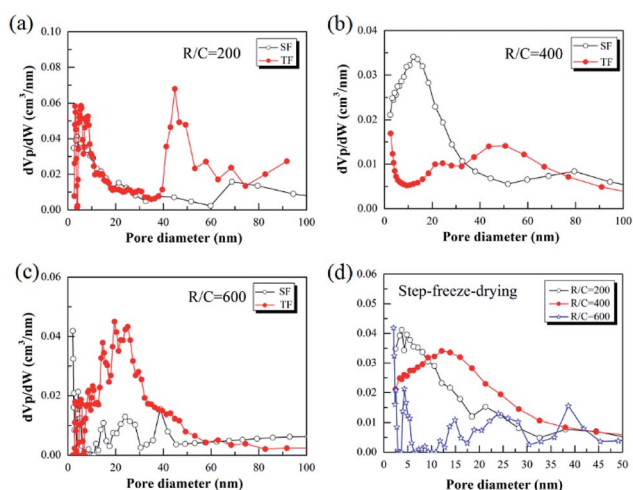 (a)
R/C=200
SF
TF
dVp/dW (cm³/nm)
0.10
0.08
0.06
0.04
0.02
0.00
0 20 40 60 80 100
Pore diameter (nm)
(b)
R/C=400
SF
TF
dVp/dW (cm³/nm)
0.04
0.03
0.02
0.01
0.00
0 20 40 60 80 100
Pore diameter (nm)
(c)
R/C=600
SF
TF
dVp/dW (cm³/nm)
0.06
0.04
0.02
0.00
0 20 40 60 80 100
Pore diameter (nm)
(d)
Step-freeze-drying
R/C=200
R/C=400
R/C=600
dVp/dW (cm³/nm)
0.06
0.05
0.04
0.03
0.02
0.01
0.00
0 5 10 15 20 25 30 35 40 45 50
Pore diameter (nm)